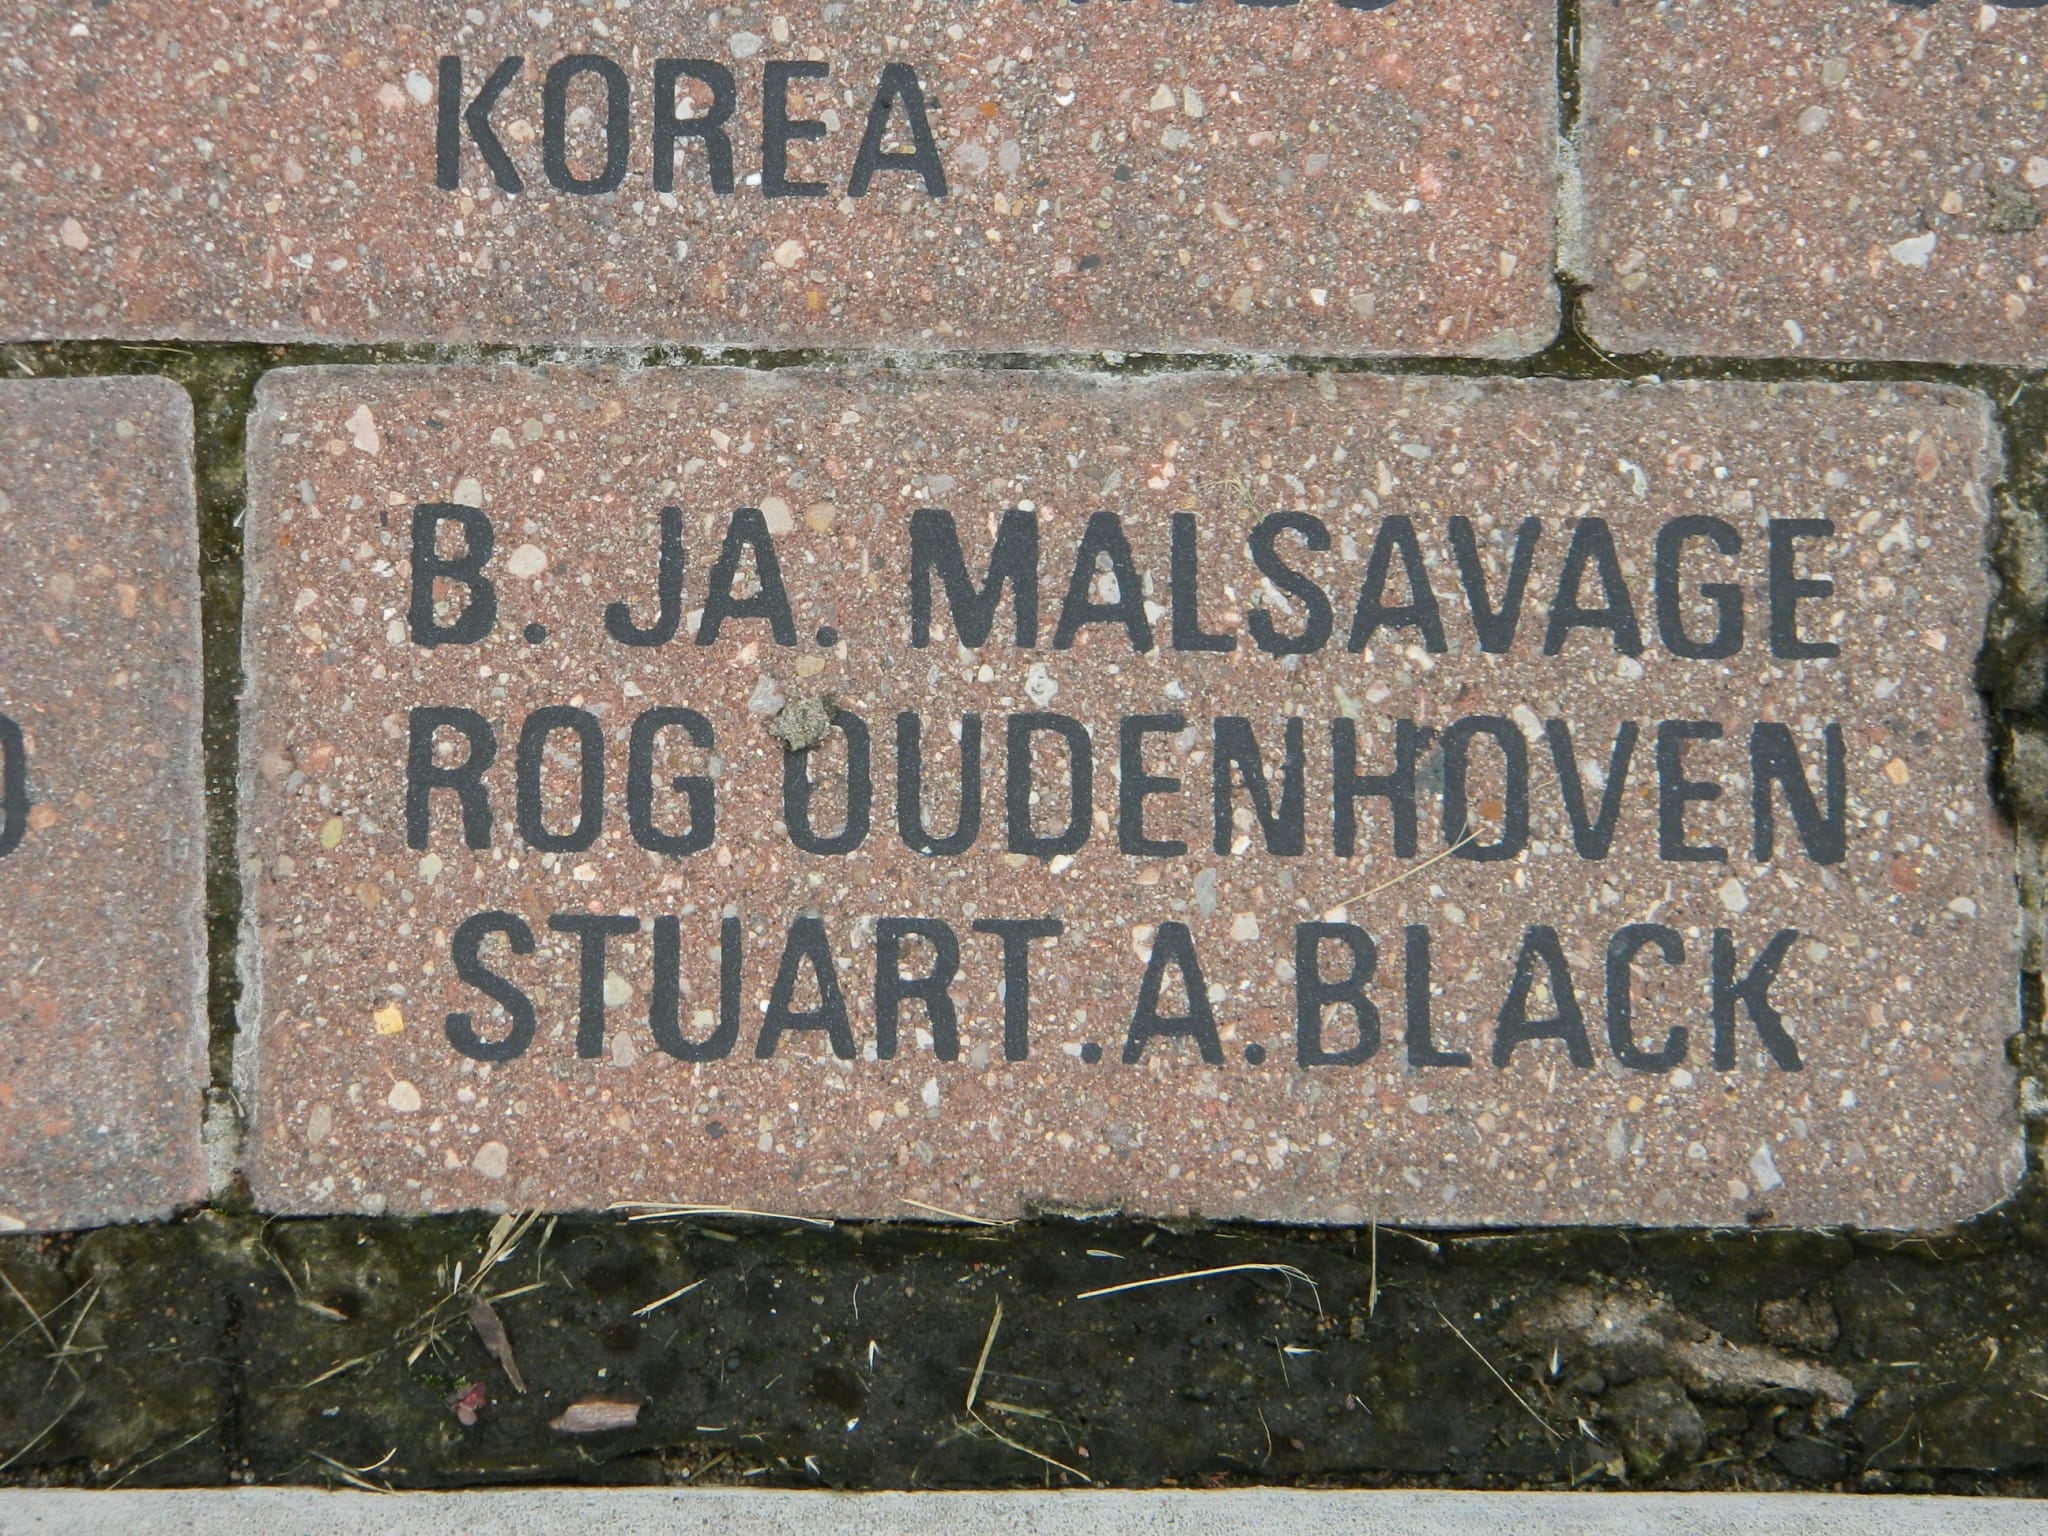 KOREA
B. JA. MALSAVAGE
ROG OUDENHOVEN
STUART.A.BLACK